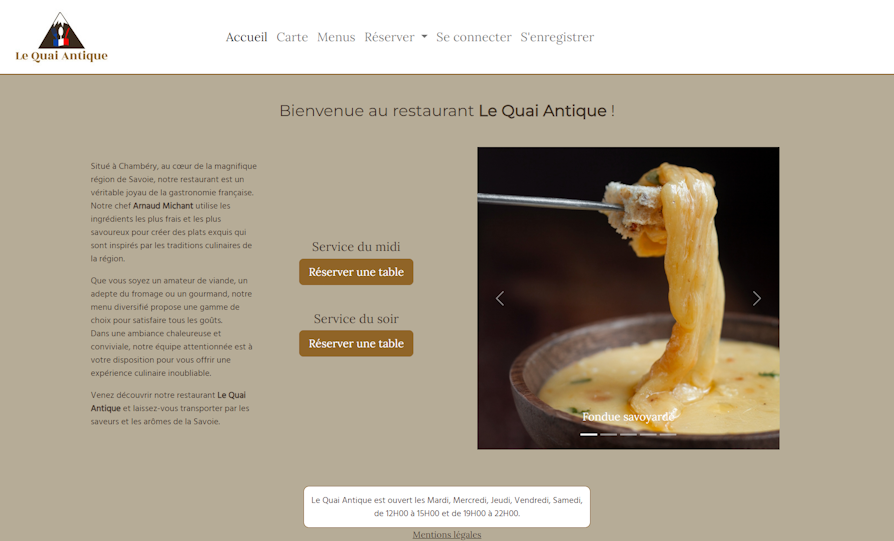 Le Quai Antique
Accueil Carte Menus Réserver Se connecter S'enregistrer
Bienvenue au restaurant Le Quai Antique !
Situé à Chambéry, au cœur de la magnifique
région de Savoie, notre restaurant est un
véritable joyau de la gastronomie française.
Notre chef Arnaud Michant utilise les
ingrédients les plus frais et les plus
savoureux pour créer des plats exquis qui
sont inspirés par les traditions culinaires de
la région.
Que vous soyez un amateur de viande, un
adepte du fromage ou un gourmand, notre
menu diversifié propose une gamme de
choix pour satisfaire tous les goûts.
Dans une ambiance chaleureuse et
conviviale, notre équipe attentionnée est à
votre disposition pour vous offrir une
expérience culinaire inoubliable.
Venez découvrir notre restaurant Le Quai
Antique et laissez-vous transporter par les
saveurs et les arômes de la Savoie.
Service du midi
Réserver une table
Service du soir
Réserver une table
Fondue savoyarde
Le Quai Antique est ouvert les Mardi, Mercredi, Jeudi, Vendredi, Samedi,
de 12H00 à 15H00 et de 19H00 à 22H00.
Mentions légales